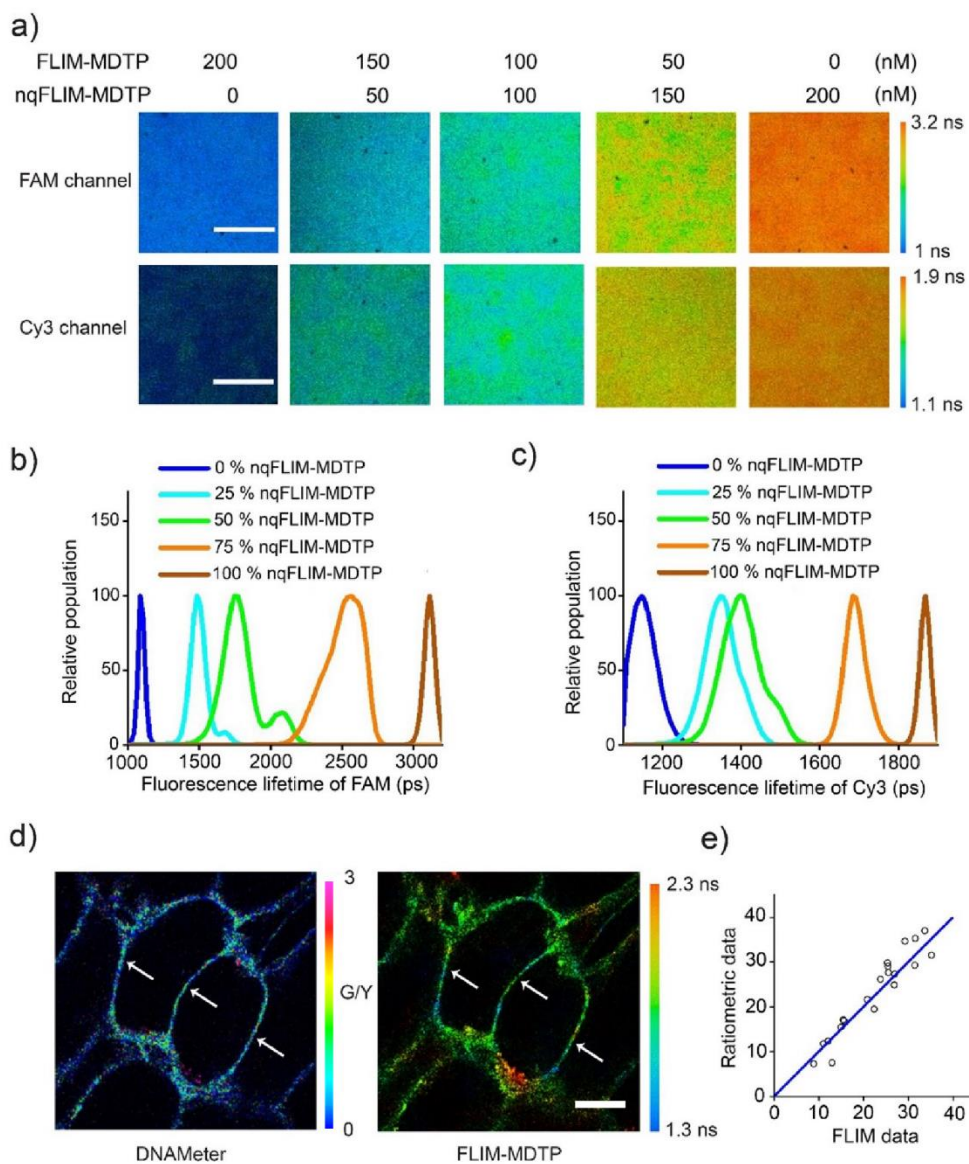 a)
FLIM-MDTP 200 150 100 50 0 (nM)
nqFLIM-MDTP 0 50 100 150 200 (nM)
FAM channel
3.2 ns
1 ns
Cy3 channel
1.9 ns
1.1 ns
b)
0 % nqFLIM-MDTP
25 % nqFLIM-MDTP
50 % nqFLIM-MDTP
75 % nqFLIM-MDTP
100 % nqFLIM-MDTP
Relative population
150
100
50
0
1000 1500 2000 2500 3000
Fluorescence lifetime of FAM (ps)
c)
0 % nqFLIM-MDTP
25 % nqFLIM-MDTP
50 % nqFLIM-MDTP
75 % nqFLIM-MDTP
100 % nqFLIM-MDTP
Relative population
150
100
50
0
1200 1400 1600 1800
Fluorescence lifetime of Cy3 (ps)
d)
3
G/Y
0
DNAMeter
2.3 ns
1.3 ns
FLIM-MDTP
e)
Ratiometric data
40
30
20
10
0
0 10 20 30 40
FLIM data